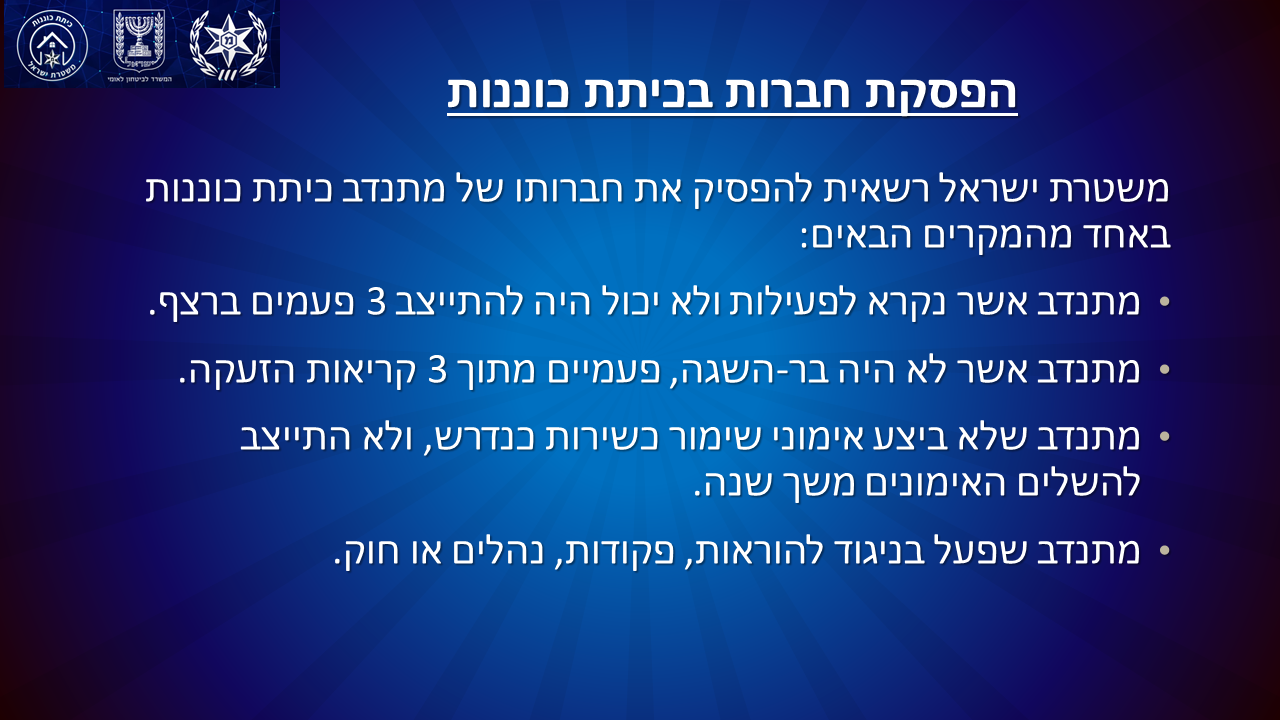 כיתת כוננות
משטרת ישראל
המשרד לביטחון לאומי
הפסקת חברות בכיתת כוננות
משטרת ישראל רשאית להפסיק את חברותו של מתנדב כיתת כוננות
באחד מהמקרים הבאים:
• מתנדב אשר נקרא לפעילות ולא יכול היה להתייצב 3 פעמים ברצף.
• מתנדב אשר לא היה בר-השגה, פעמיים מתוך 3 קריאות הזעקה.
• מתנדב שלא ביצע אימוני שימור כשירות כנדרש, ולא התייצב
להשלים האימונים משך שנה.
• מתנדב שפעל בניגוד להוראות, פקודות, נהלים או חוק.